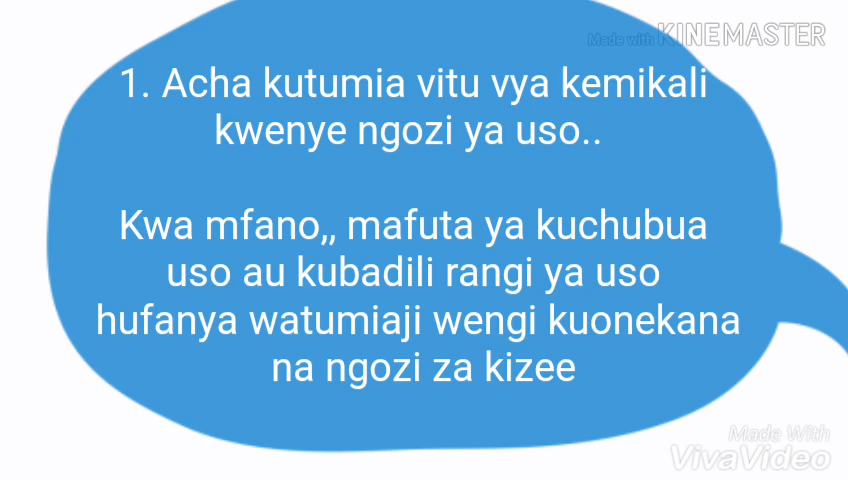 Made with KINEMASTER
1. Acha kutumia vitu vya kemikali
kwenye ngozi ya uso..
Kwa mfano,, mafuta ya kuchubua
uso au kubadili rangi ya uso
hufanya watumiaji wengi kuonekana
na ngozi za kizee
Made With
VivaVideo